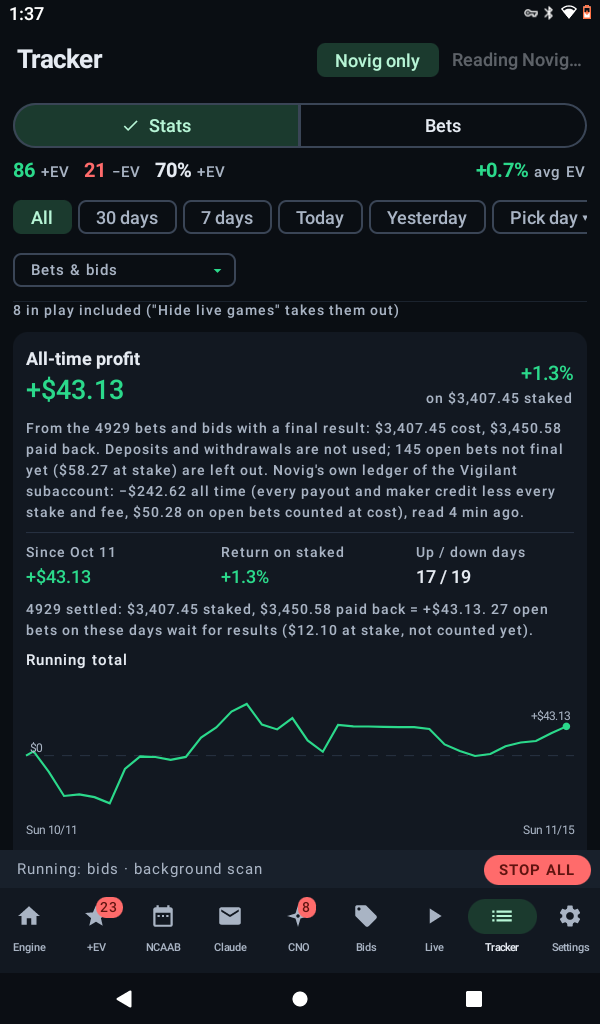 1:37
Tracker
Novig only
Reading Novig...
Stats
Bets
86 +EV 21 −EV 70% +EV
+0.7% avg EV
All
30 days
7 days
Today
Yesterday
Pick day
Bets & bids
8 in play included ("Hide live games" takes them out)
All-time profit
+$43.13
+1.3%
on $3,407.45 staked
From the 4929 bets and bids with a final result: $3,407.45 cost, $3,450.58
paid back. Deposits and withdrawals are not used; 145 open bets not final
yet ($58.27 at stake) are left out. Novig's own ledger of the Vigilant
subaccount: −$242.62 all time (every payout and maker credit less every
stake and fee, $50.28 on open bets counted at cost), read 4 min ago.
Since Oct 11
+$43.13
Return on staked
+1.3%
Up / down days
17 / 19
4929 settled: $3,407.45 staked, $3,450.58 paid back = +$43.13. 27 open
bets on these days wait for results ($12.10 at stake, not counted yet).
Running total
+$43.13
$0
Sun 10/11
Sun 11/15
Running: bids · background scan
STOP ALL
23
8
Engine
+EV
NCAAB
Claude
CNO
Bids
Live
Tracker
Settings